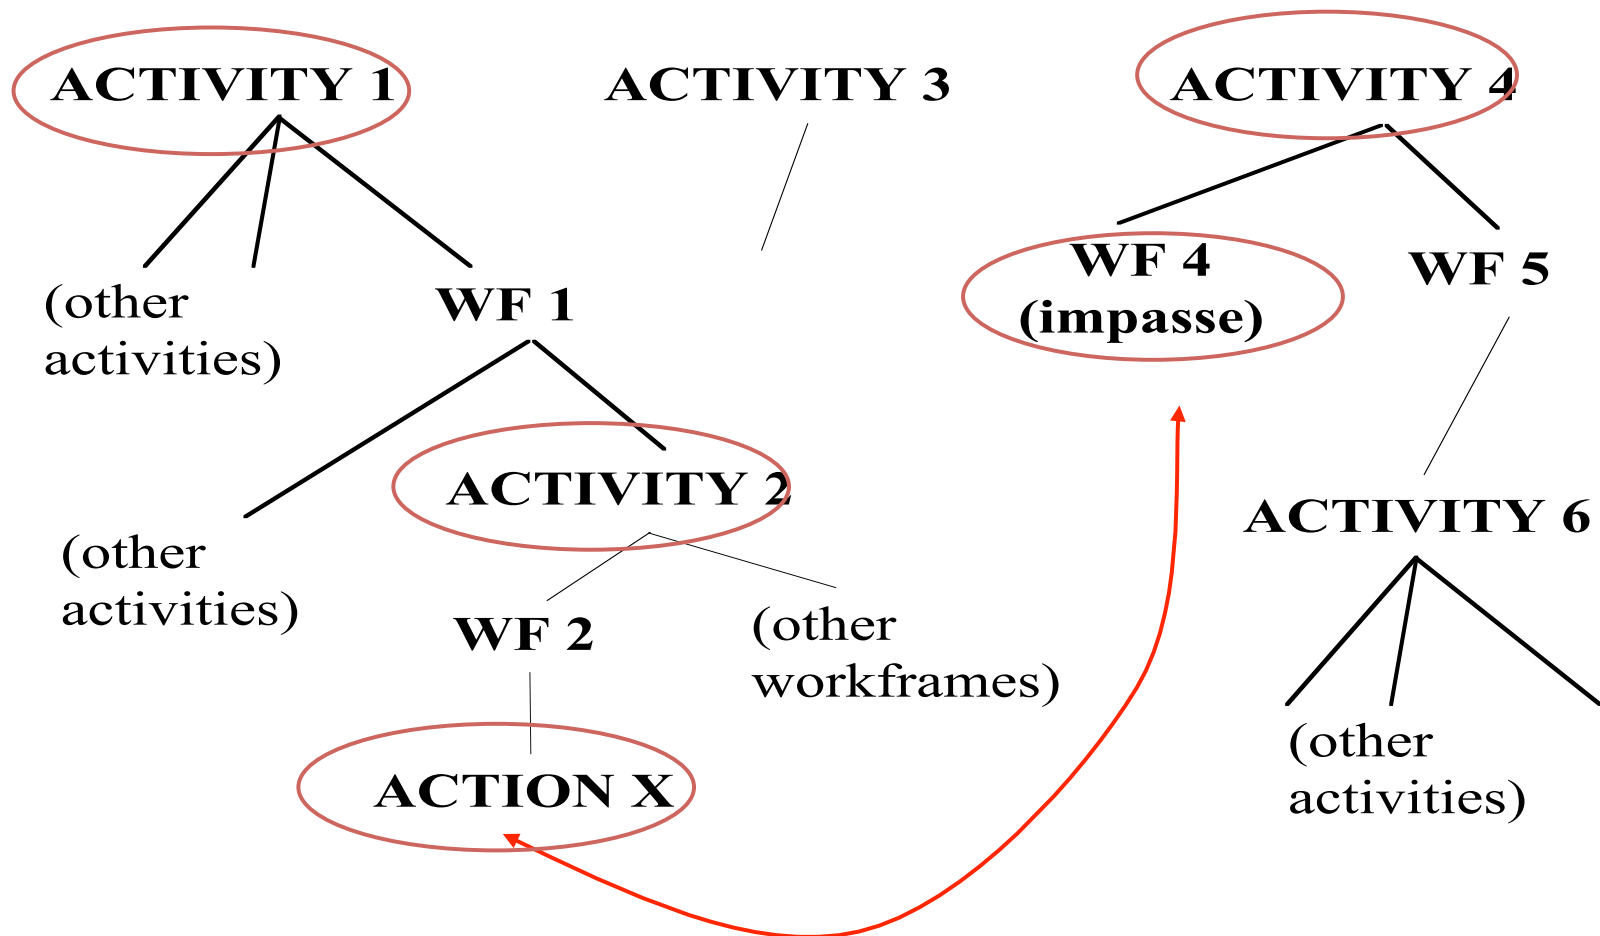 ACTIVITY 1
ACTIVITY 3
ACTIVITY 4
WF 4
(impasse)
WF 5
(other
activities)
WF 1
ACTIVITY 2
ACTIVITY 6
(other
activities)
WF 2
(other
workframes)
ACTION X
(other
activities)